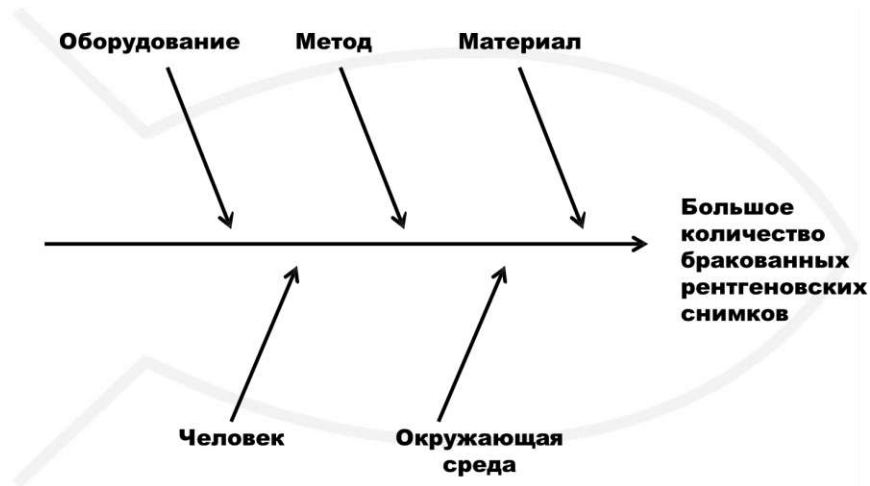 Оборудование
Метод
Материал
Большое
количество
бракованных
рентгеновских
снимков
Человек
Окружающая
среда